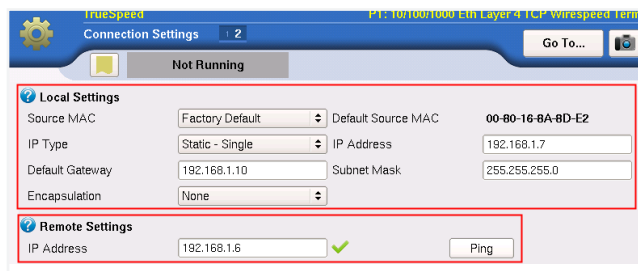 TrueSpeed P1: 10/100/1000 Eth Layer 4 TCP Wirespeed Term
Connection Settings 2 Go To...
Not Running
Local Settings
Source MAC Factory Default Default Source MAC 00-80-16-8A-8D-E2
IP Type Static - Single IP Address 192.168.1.7
Default Gateway 192.168.1.10 Subnet Mask 255.255.255.0
Encapsulation None
Remote Settings
IP Address 192.168.1.6 Ping